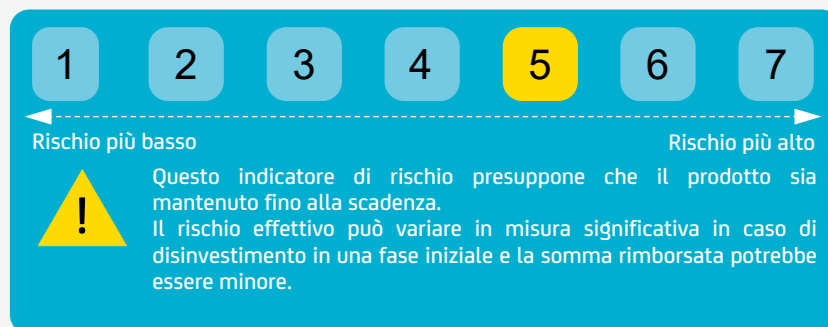 1 2 3 4 5 6 7
Rischio più basso Rischio più alto
!
Questo indicatore di rischio presuppone che il prodotto sia
mantenuto fino alla scadenza.
Il rischio effettivo può variare in misura significativa in caso di
disinvestimento in una fase iniziale e la somma rimborsata potrebbe
essere minore.